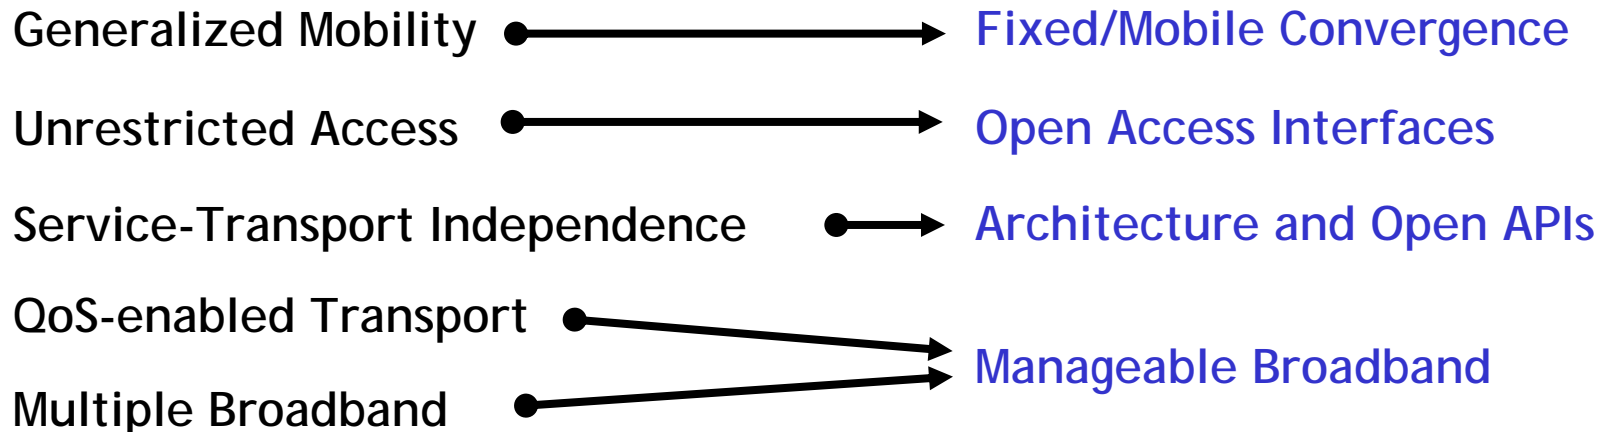 Generalized Mobility Fixed/Mobile Convergence
Unrestricted Access Open Access Interfaces
Service-Transport Independence Architecture and Open APIs
QoS-enabled Transport
Manageable Broadband
Multiple Broadband